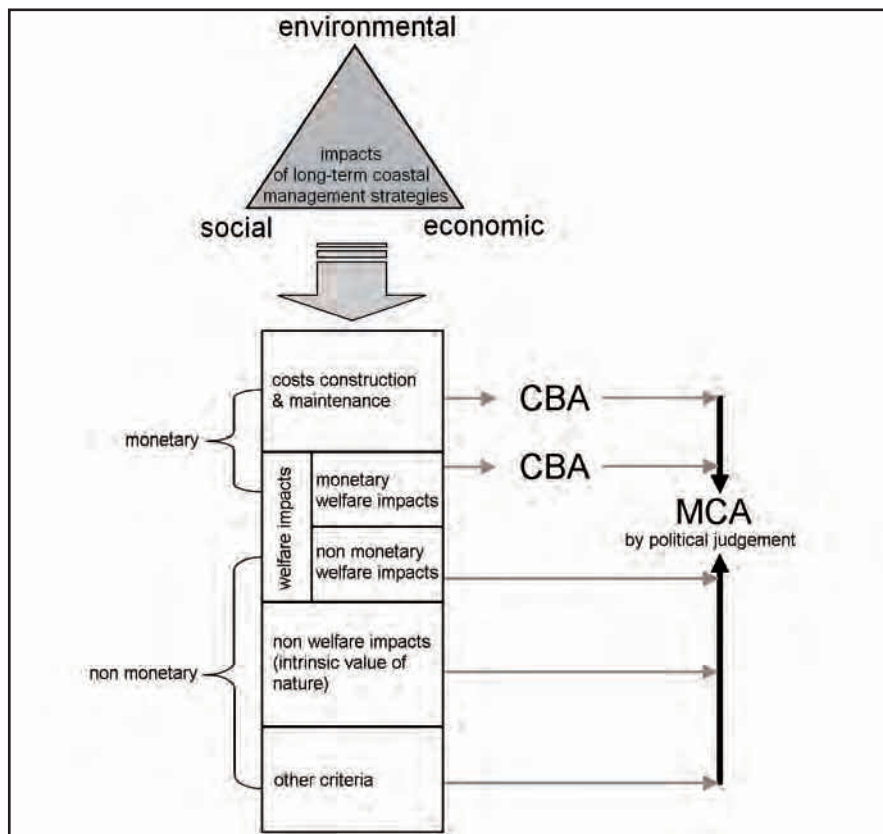 environmental
impacts
of long-term coastal
management strategies
social
economic
costs construction
& maintenance
CBA
monetary
CBA
welfare impacts
monetary
welfare impacts
MCA
by political judgement
non monetary
welfare impacts
non welfare impacts
(intrinsic value of
nature)
non monetary
other criteria